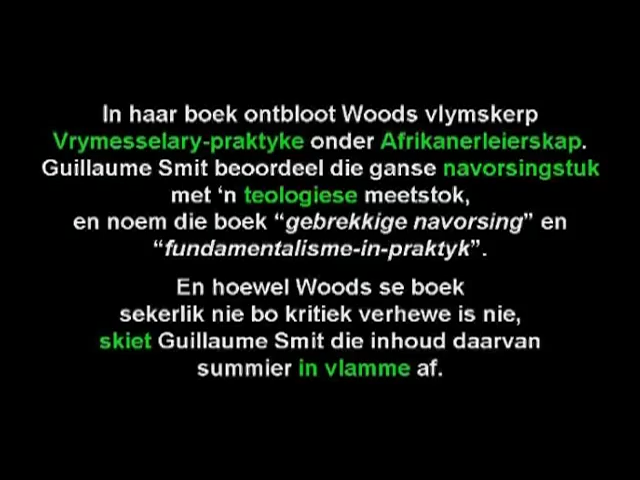 In haar boek ontbloot Woods vlymskerp
Vrymesselary-praktyke onder Afrikanerleierskap.
Guillaume Smit beoordeel die ganse navorsingstuk
met ‘n teologiese meetstok,
en noem die boek “gebrekkige navorsing” en
“fundamentalisme-in-praktyk”.
En hoewel Woods se boek
sekerlik nie bo kritiek verhewe is nie,
skiet Guillaume Smit die inhoud daarvan
summier in vlamme af.